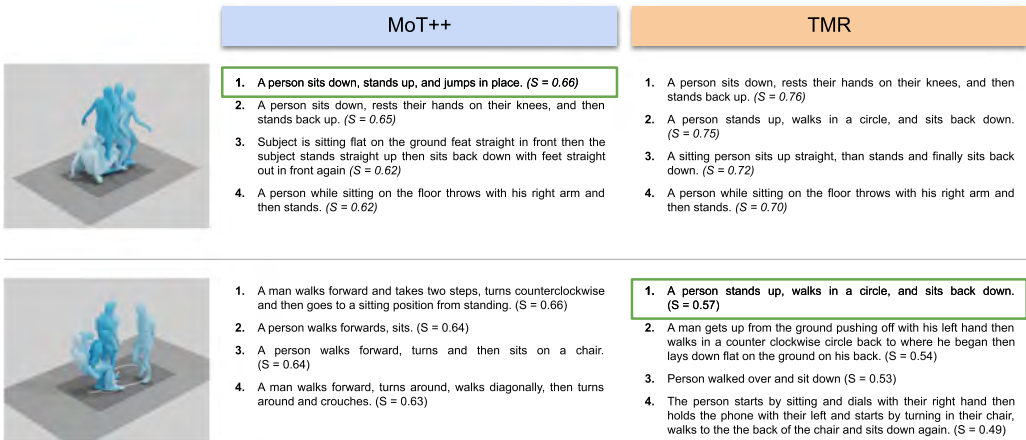 MoT++
TMR
1. A person sits down, stands up, and jumps in place. (S = 0.66)
2. A person sits down, rests their hands on their knees, and then
stands back up. (S = 0.65)
3. Subject is sitting flat on the ground feat straight in front then the
subject stands straight up then sits back down with feet straight
out in front again (S = 0.62)
4. A person while sitting on the floor throws with his right arm and
then stands. (S = 0.62)
1. A person sits down, rests their hands on their knees, and then
stands back up. (S = 0.76)
2. A person stands up, walks in a circle, and sits back down.
(S = 0.75)
3. A sitting person sits up straight, than stands and finally sits back
down. (S = 0.72)
4. A person while sitting on the floor throws with his right arm and
then stands. (S = 0.70)
1. A man walks forward and takes two steps, turns counterclockwise
and then goes to a sitting position from standing. (S = 0.66)
2. A person walks forwards, sits. (S = 0.64)
3. A person walk forward, turns and then sits on a chair.
(S = 0.64)
4. A man walks forward, turns around, walks diagonally, then turns
around and crouches. (S = 0.63)
1. A person stands up, walks in a circle, and sits back down.
(S = 0.57)
2. A man gets up from the ground pushing off with his left hand then
walks in a counter clockwise circle back to where he began then
lays down flat on the ground on his back. (S = 0.54)
3. Person walked over and sit down (S = 0.53)
4. The person starts by sitting and dials with their right hand then
holds the phone with their left and starts by turning in their chair,
walks to the the back of the chair and sits down again. (S = 0.49)